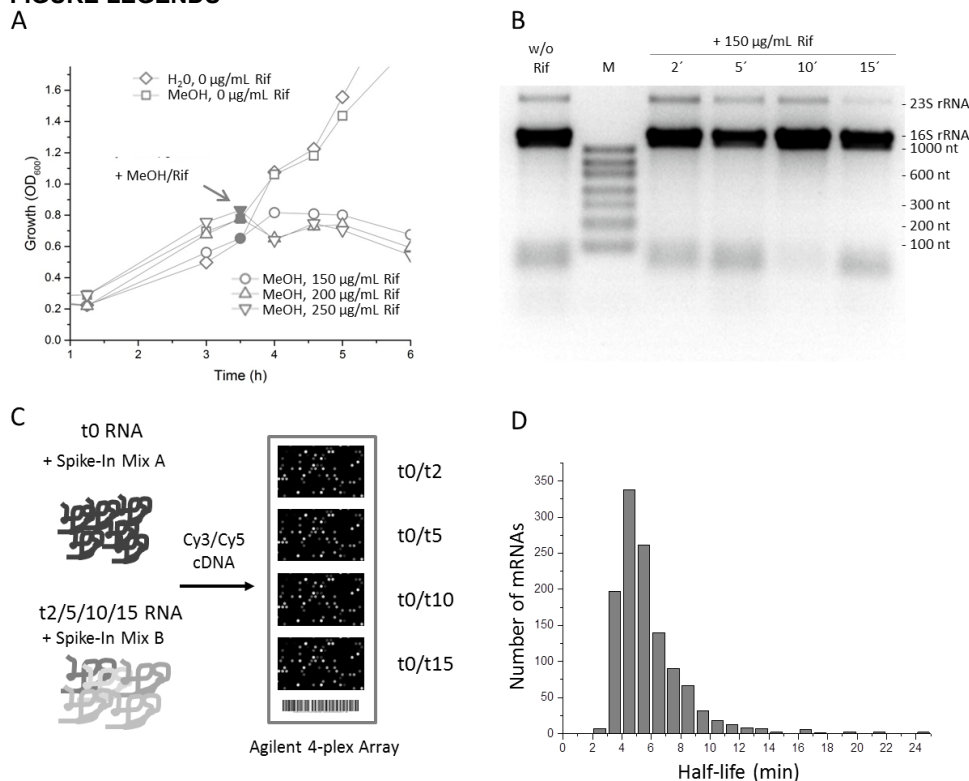 FIGURE LEGENDS
A
1.6
1.4
1.2
1.0
0.8
0.6
0.4
0.2
0.0
Growth (OD600)
H20, 0 µg/mL Rif
MeOH, 0 µg/mL Rif
+ MeOH/Rif
MeOH, 150 µg/mL Rif
MeOH, 200 µg/mL Rif
MeOH, 250 µg/mL Rif
1 2 3 4 5 6
Time (h)
B
w/o
Rif
M
+ 150 µg/mL Rif
2´ 5´ 10´ 15´
- 23S rRNA
- 16S rRNA
- 1000 nt
- 600 nt
- 300 nt
- 200 nt
- 100 nt
C
t0 RNA
+ Spike-In Mix A
Cy3/Cy5
cDNA
t2/5/10/15 RNA
+ Spike-In Mix B
t0/t2
t0/t5
t0/t10
t0/t15
Agilent 4-plex Array
D
350
300
250
200
150
100
50
0
Number of mRNAs
0 2 4 6 8 10 12 14 16 18 20 22 24
Half-life (min)